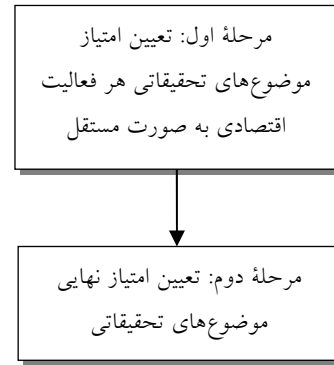 مرحلهٔ اول: تعیین امتیاز
موضوع‌های تحقیقاتی هر فعالیت
اقتصادی به صورت مستقل
مرحلهٔ دوم: تعیین امتیاز نهایی
موضوع‌های تحقیقاتی